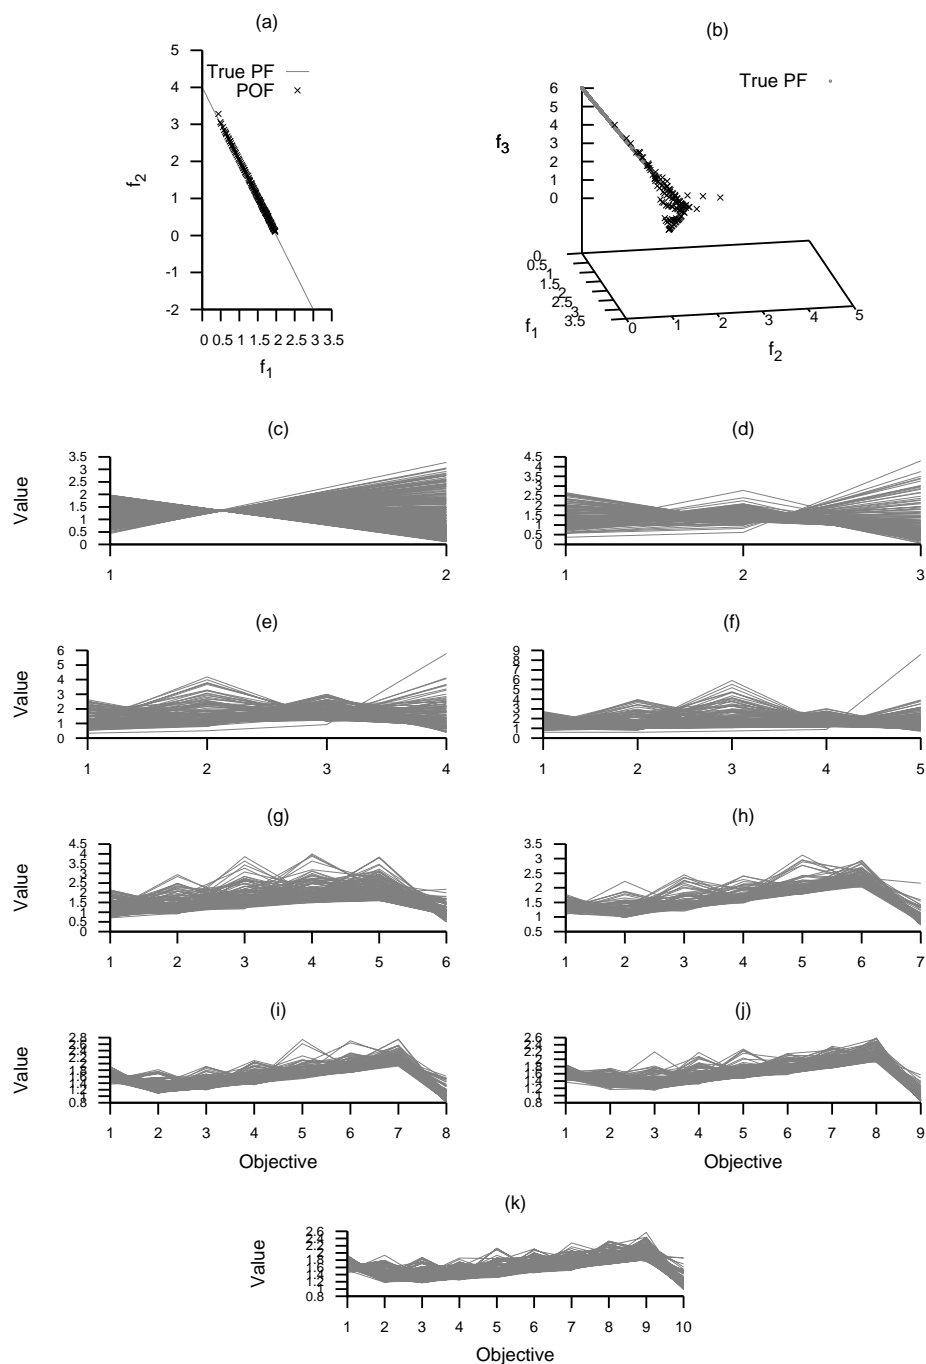 (a)
5
4
3
2
1
0
-1
-2
True PF
POF
f2
0 0.5 1 1.5 2 2.5 3 3.5
f1
(b)
True PF
6
5
4
3
2
1
0
f3
0
0.5
1
1.5
2
2.5
3
3.5
f1
0 1 2 3 4 5
f2
(c)
Value
3.5
3
2.5
2
1.5
1
0.5
0
1 2
(d)
4.5
4
3.5
3
2.5
2
1.5
1
0.5
0
1 2 3
(e)
Value
6
5
4
3
2
1
0
1 2 3 4
(f)
9
8
7
6
5
4
3
2
1
0
1 2 3 4 5
(g)
Value
4.5
4
3.5
3
2.5
2
1.5
1
0.5
0
1 2 3 4 5 6
(h)
3.5
3
2.5
2
1.5
1
0.5
1 2 3 4 5 6 7
(i)
Value
2.8
2.6
2.4
2.2
2
1.8
1.6
1.4
1.2
1
0.8
1 2 3 4 5 6 7 8
Objective
(j)
2.6
2.4
2.2
2
1.8
1.6
1.4
1.2
1
0.8
1 2 3 4 5 6 7 8 9
Objective
(k)
Value
2.6
2.4
2.2
2
1.8
1.6
1.4
1.2
1
0.8
1 2 3 4 5 6 7 8 9 10
Objective